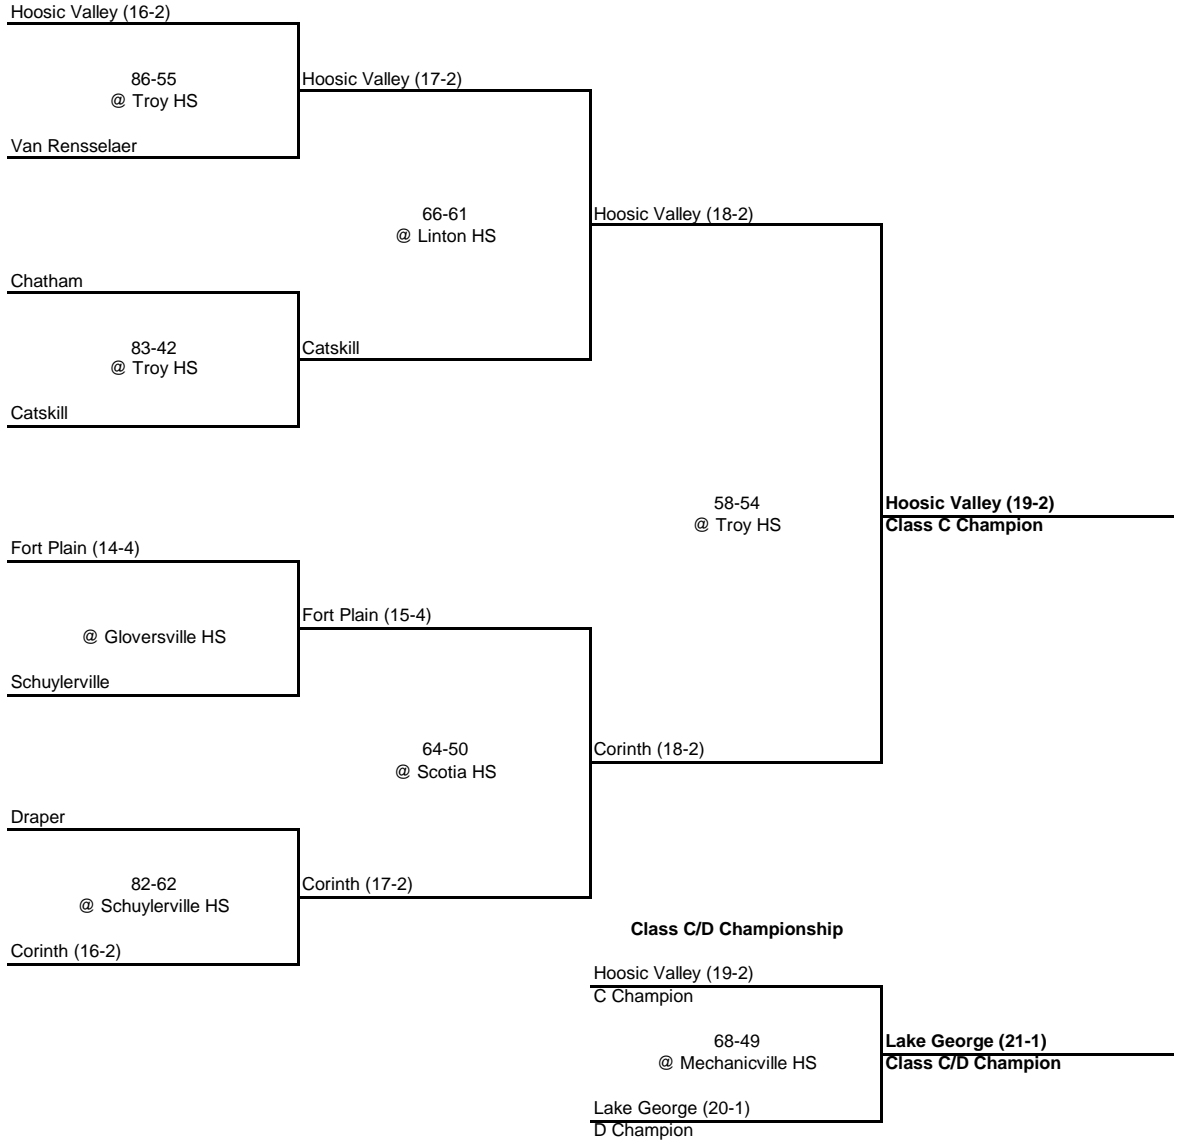 Hoosic Valley (16-2)
86-55
@ Troy HS
Hoosic Valley (17-2)
Van Rensselaer
66-61
@ Linton HS
Hoosic Valley (18-2)
Chatham
83-42
@ Troy HS
Catskill
Catskill
58-54
@ Troy HS
Hoosic Valley (19-2)
Class C Champion
Fort Plain (14-4)
@ Gloversville HS
Fort Plain (15-4)
Schuylerville
64-50
@ Scotia HS
Corinth (18-2)
Draper
82-62
@ Schuylerville HS
Corinth (17-2)
Corinth (16-2)
Class C/D Championship
Hoosic Valley (19-2)
C Champion
68-49
@ Mechanicville HS
Lake George (21-1)
Class C/D Champion
Lake George (20-1)
D Champion